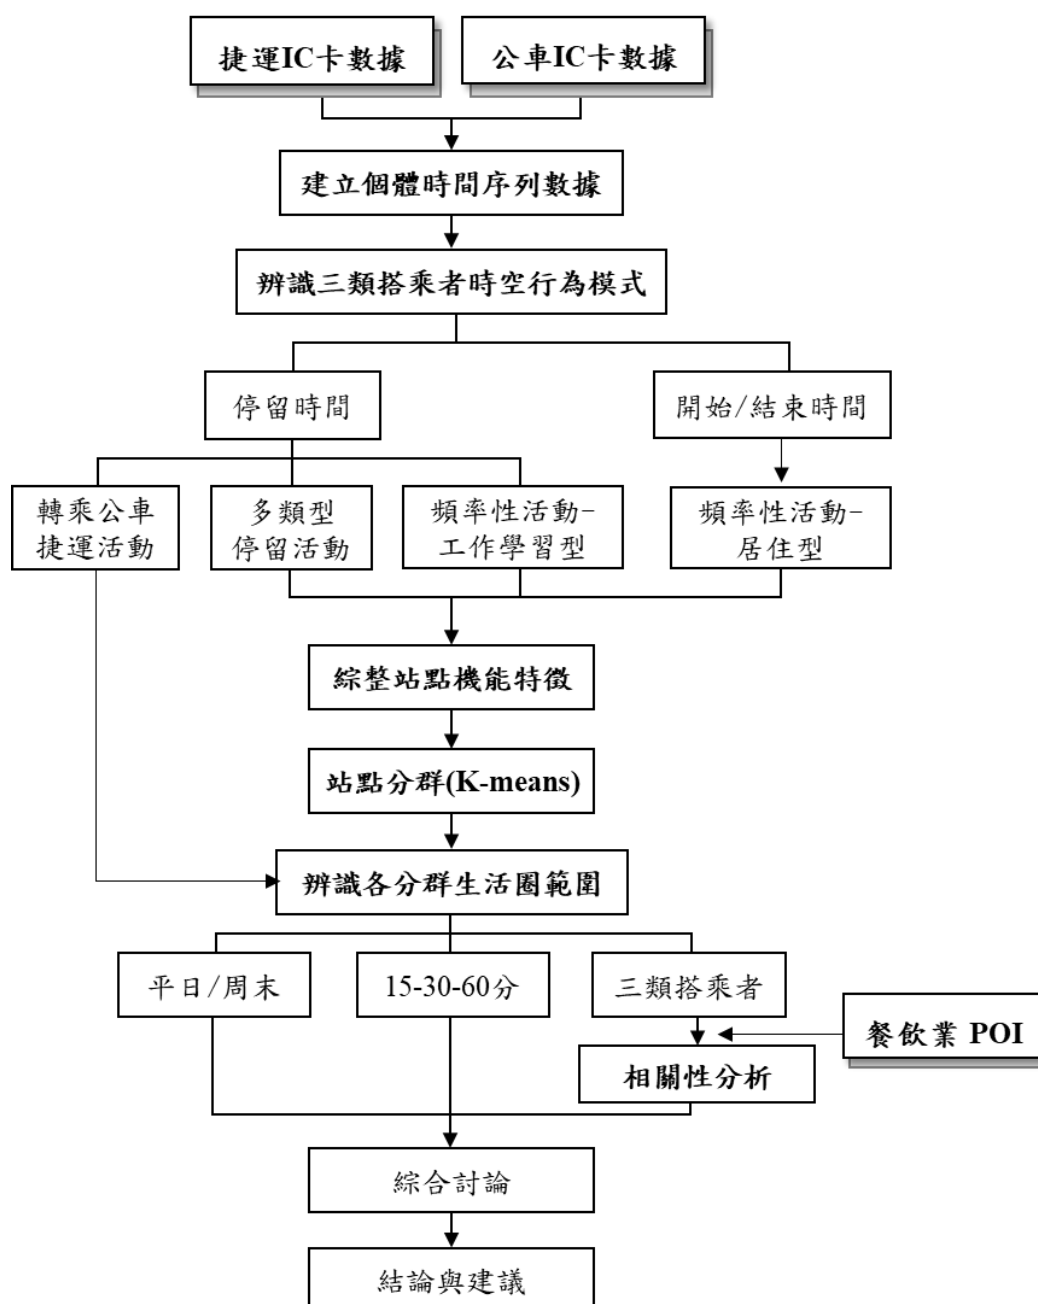 捷運IC卡數據
公車IC卡數據
建立個體時間序列數據
辨識三類搭乘者時空行為模式
停留時間
開始/結束時間
轉乘公車
捷運活動
多類型
停留活動
頻率性活動-
工作學習型
頻率性活動-
居住型
綜整站點機能特徵
站點分群(K-means)
辨識各分群生活圈範圍
平日/周末
15-30-60分
三類搭乘者
餐飲業 POI
相關性分析
綜合討論
結論與建議